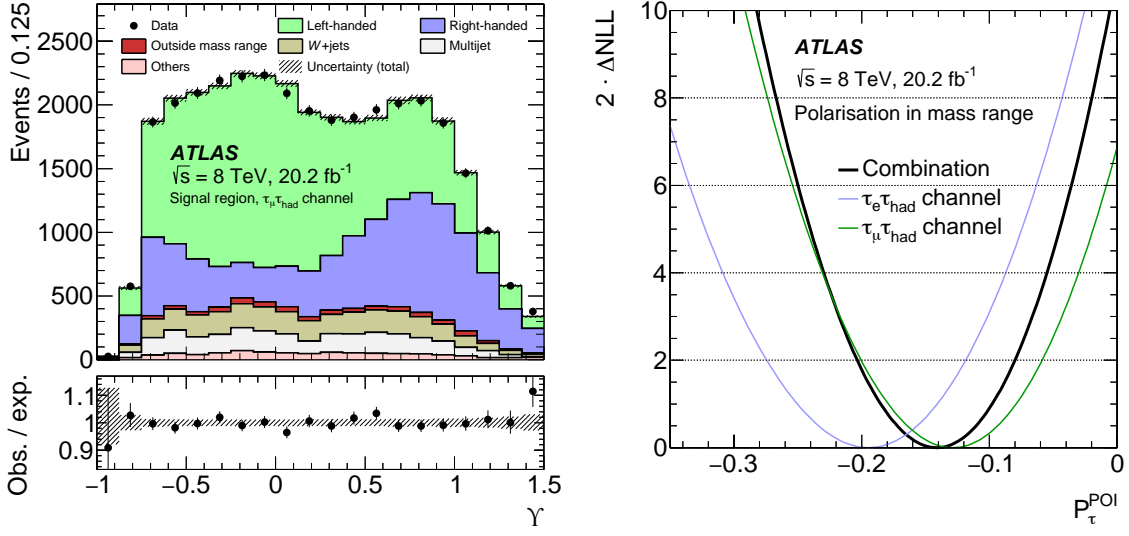 Data
Left-handed
Right-handed
Outside mass range
W+jets
Multijet
Others
Uncertainty (total)
Events / 0.125
2500
2000
1500
1000
500
0
ATLAS
√s = 8 TeV, 20.2 fb⁻¹
Signal region, τ_μτ_had channel
Obs. / exp.
1.1
1
0.9
−1 −0.5 0 0.5 1 1.5
ϒ
2 · ΔNLL
10
8
6
4
2
0
ATLAS
√s = 8 TeV, 20.2 fb⁻¹
Polarisation in mass range
Combination
τ_eτ_had channel
τ_μτ_had channel
−0.3 −0.2 −0.1 0
P_τ^POI